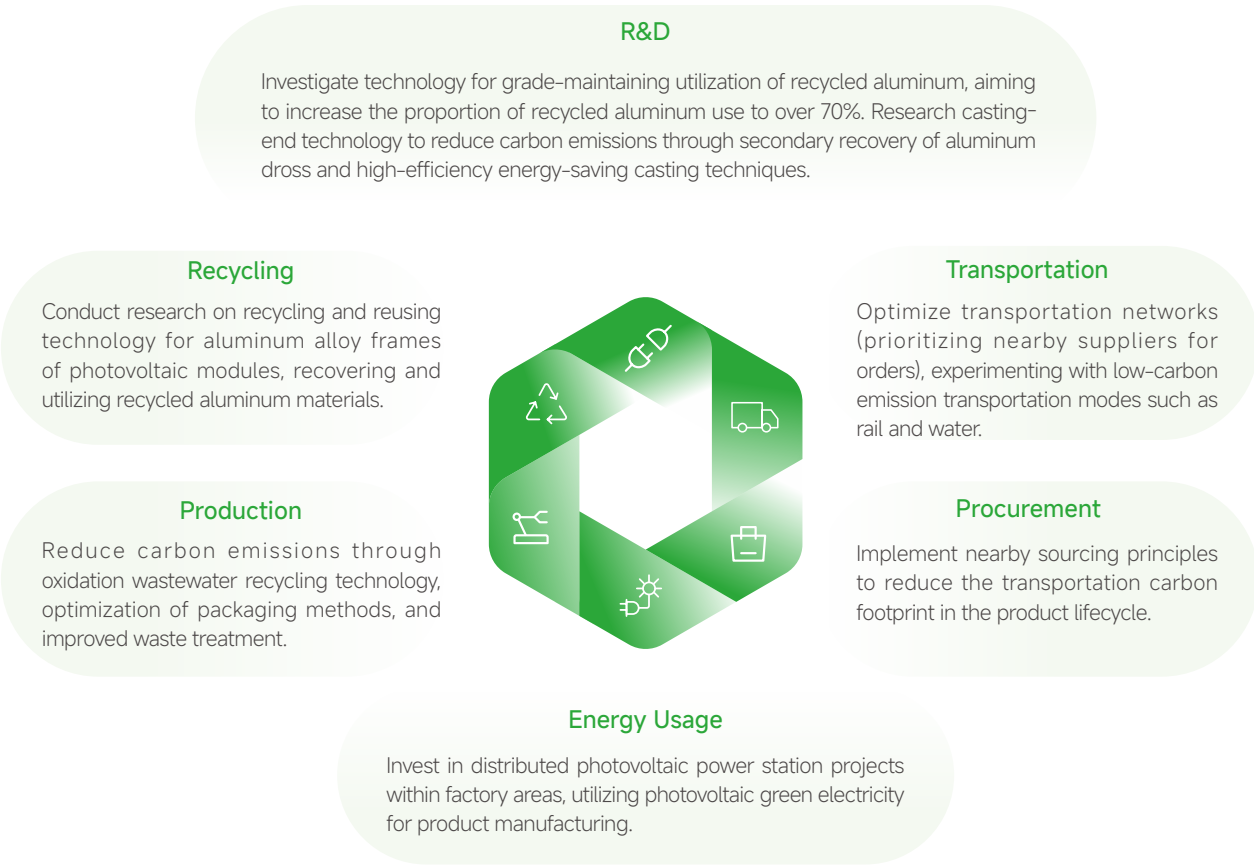 R&D
Investigate technology for grade-maintaining utilization of recycled aluminum, aiming
to increase the proportion of recycled aluminum use to over 70%. Research casting-
end technology to reduce carbon emissions through secondary recovery of aluminum
dross and high-efficiency energy-saving casting techniques.
Recycling
Conduct research on recycling and reusing
technology for aluminum alloy frames
of photovoltaic modules, recovering and
utilizing recycled aluminum materials.
Transportation
Optimize transportation networks
(prioritizing nearby suppliers for
orders), experimenting with low-carbon
emission transportation modes such as
rail and water.
Production
Reduce carbon emissions through
oxidation wastewater recycling technology,
optimization of packaging methods, and
improved waste treatment.
Procurement
Implement nearby sourcing principles
to reduce the transportation carbon
footprint in the product lifecycle.
Energy Usage
Invest in distributed photovoltaic power station projects
within factory areas, utilizing photovoltaic green electricity
for product manufacturing.